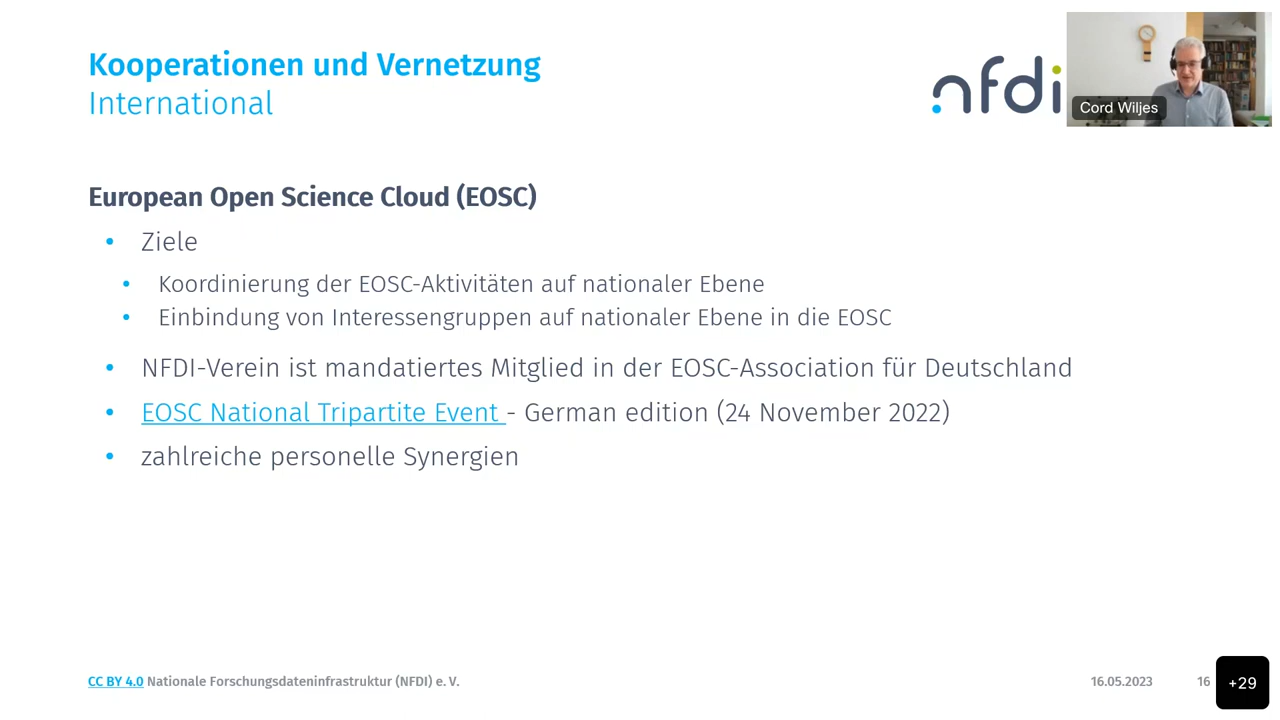 Kooperationen und Vernetzung
International
nfdi
Cord Wiljes
European Open Science Cloud (EOSC)
• Ziele
• Koordinierung der EOSC-Aktivitäten auf nationaler Ebene
• Einbindung von Interessengruppen auf nationaler Ebene in die EOSC
• NFDI-Verein ist mandatiertes Mitglied in der EOSC-Association für Deutschland
• EOSC National Tripartite Event - German edition (24 November 2022)
• zahlreiche personelle Synergien
CC BY 4.0 Nationale Forschungsdateninfrastruktur (NFDI) e. V.
16.05.2023 16
+29